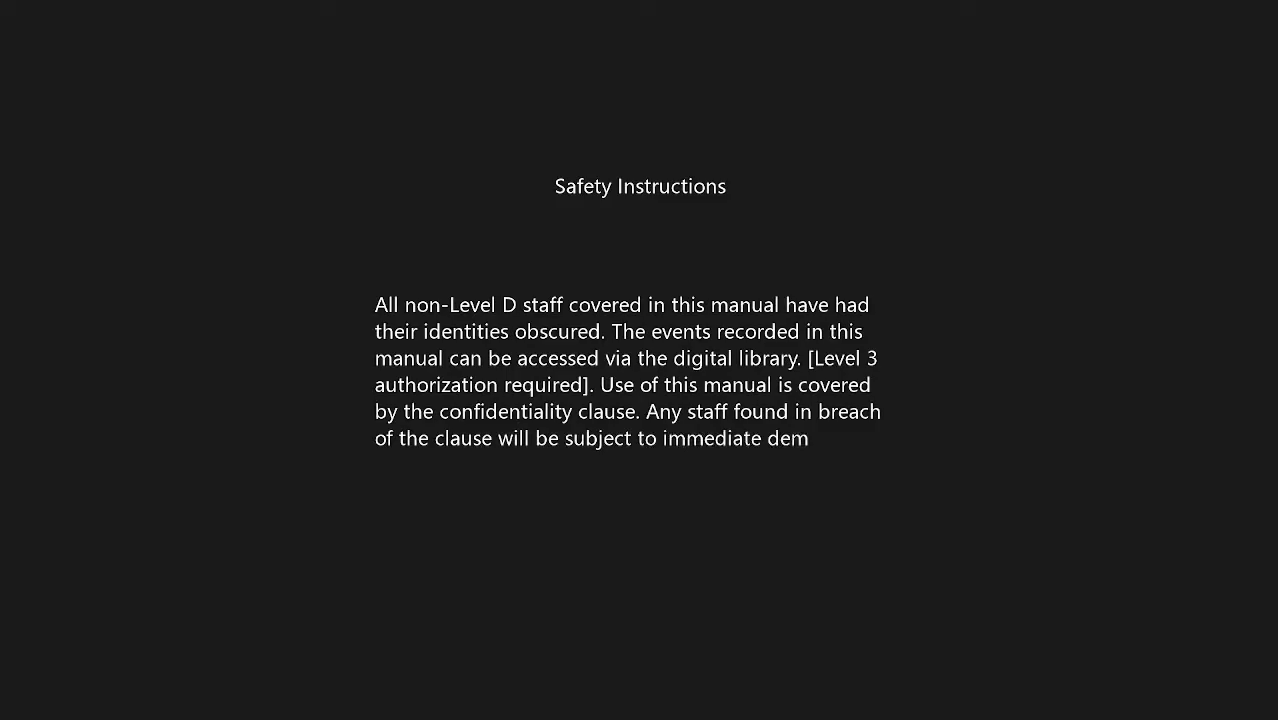 Safety Instructions
All non-Level D staff covered in this manual have had
their identities obscured. The events recorded in this
manual can be accessed via the digital library. [Level 3
authorization required]. Use of this manual is covered
by the confidentiality clause. Any staff found in breach
of the clause will be subject to immediate dem